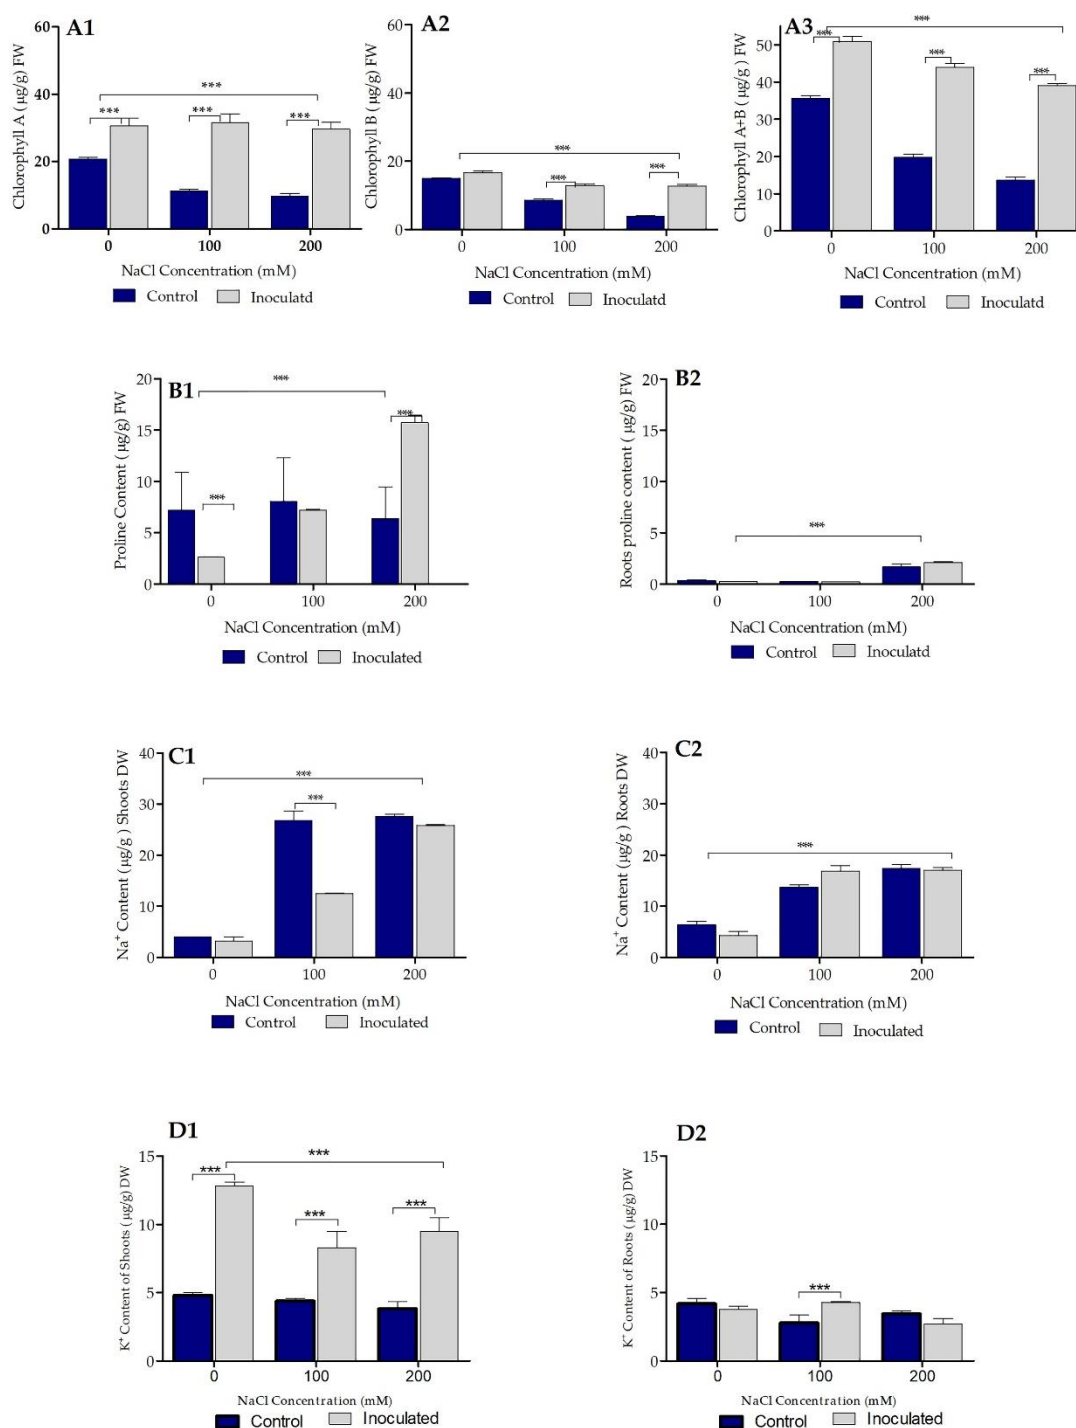 A1
Chlorophyll A ( µg/g) FW
60
40
20
0
***
***
***
***
0 100 200
NaCl Concentration (mM)
Control Inoculatd
A2
Chlorophyll B ( µg/g) FW
60
40
20
0
***
***
***
0 100 200
NaCl Concentration (mM)
Control Inoculatd
A3
Chlorophyll A+B ( µg/g ) FW
50
40
30
20
10
0
***
***
***
***
0 100 200
NaCl Concentration (mM)
Control Inoculatd
B1
Proline Content ( µg/g) FW
20
15
10
5
0
***
***
***
0 100 200
NaCl Concentration (mM)
Control Inoculated
B2
Roots proline content ( µg/g) FW
20
15
10
5
0
***
0 100 200
NaCl Concentration (mM)
Control Inoculatd
C1
Na+ Content (µg/g ) Shoots DW
40
30
20
10
0
***
***
0 100 200
NaCl Concentration (mM)
Control Inoculated
C2
Na+ Content (µg/g ) Roots DW
40
30
20
10
0
***
0 100 200
NaCl Concentration (mM)
Control Inoculated
D1
K+ Content of Shoots (µg/g) DW
15
10
5
0
***
***
***
***
0 100 200
NaCl Concentration (mM)
Control Inoculated
D2
Content of Roots (µg/g) DW
15
10
5
0
***
0 100 200
NaCl Concentration (mM)
Control Inoculated